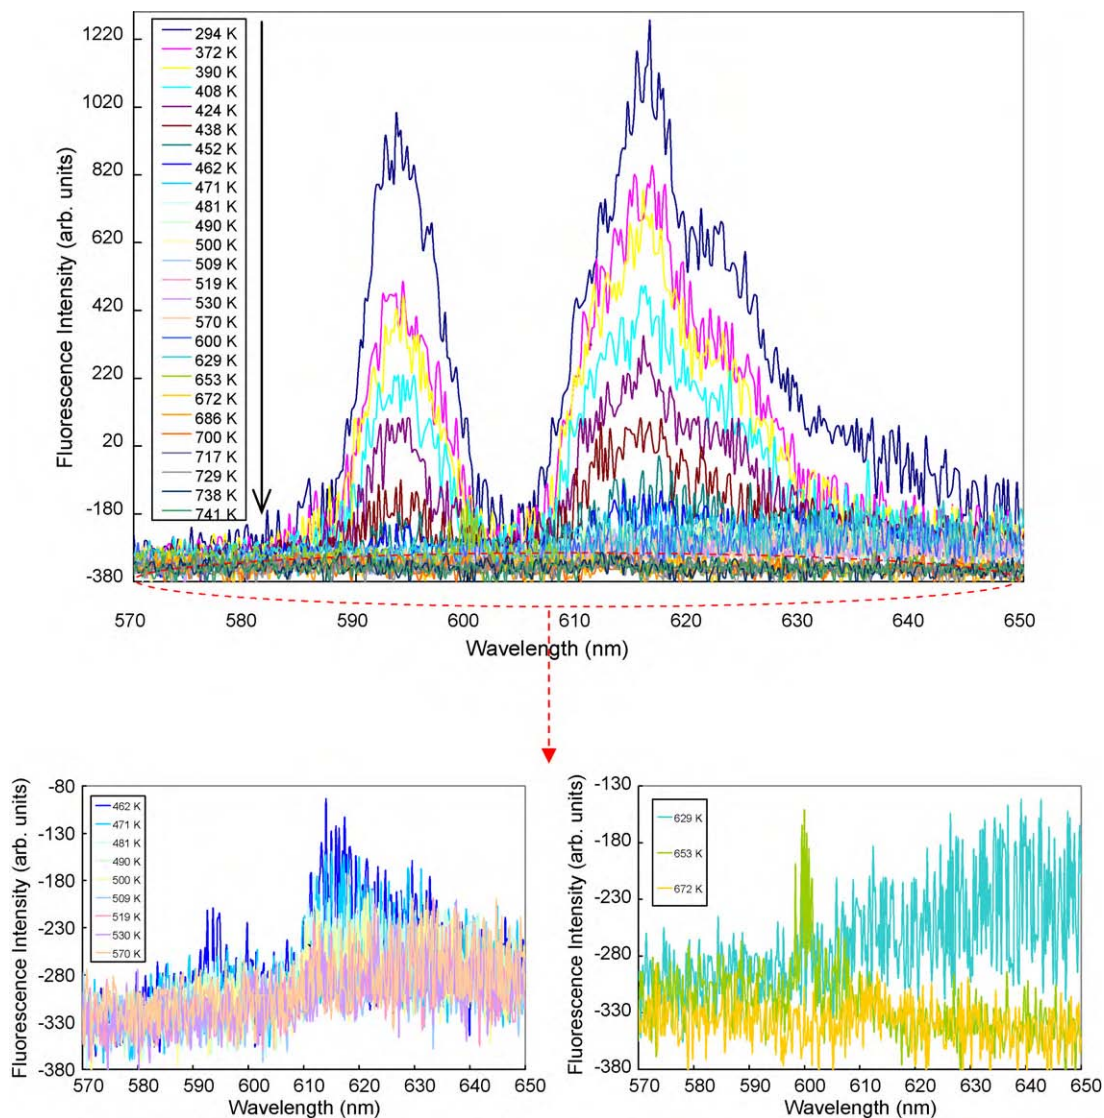 1220
1020
820
620
420
220
20
-180
-380
Fluorescence Intensity (arb. units)
294 K
372 K
390 K
408 K
424 K
438 K
452 K
462 K
471 K
481 K
490 K
500 K
509 K
519 K
530 K
570 K
600 K
629 K
653 K
672 K
686 K
700 K
717 K
729 K
738 K
741 K
570 580 590 600 610 620 630 640 650
Wavelength (nm)
-80
-130
-180
-230
-280
-330
-380
Fluorescence Intensity (arb. units)
462 K
471 K
481 K
490 K
500 K
509 K
519 K
530 K
570 K
570 580 590 600 610 620 630 640 650
Wavelength (nm)
-130
-180
-230
-280
-330
-380
Fluorescence Intensity (arb. units)
629 K
653 K
672 K
570 580 590 600 610 620 630 640 650
Wavelength (nm)